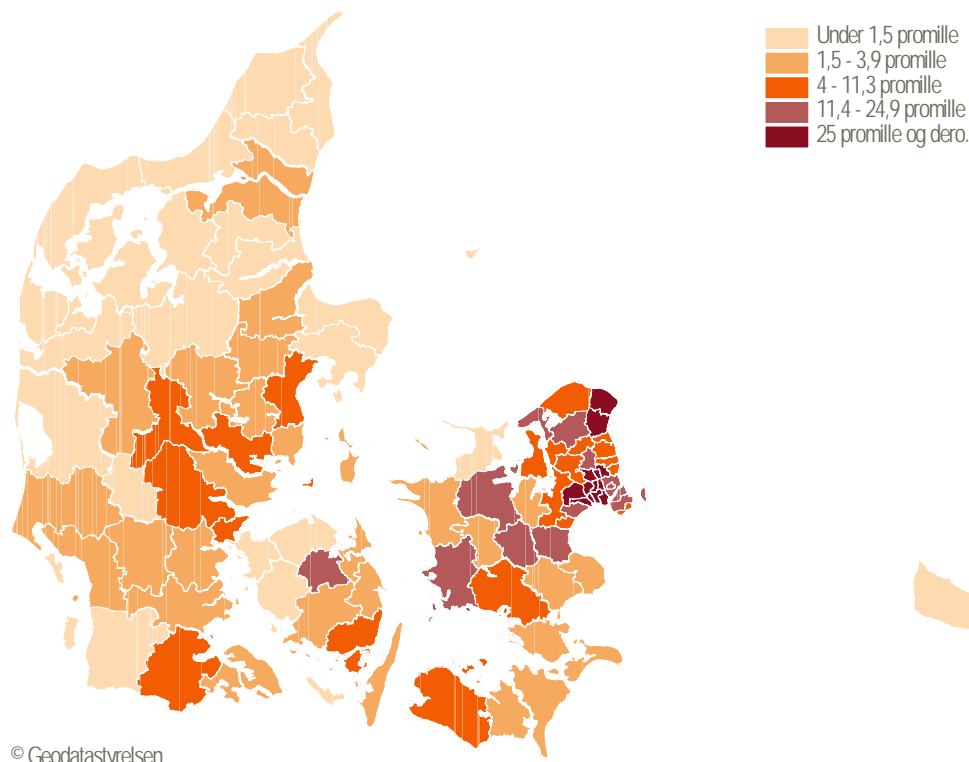 Under 1,5 promille
1,5 - 3,9 promille
4 - 11,3 promille
11,4 - 24,9 promille
25 promille og dero.
© Geodatastyrelsen